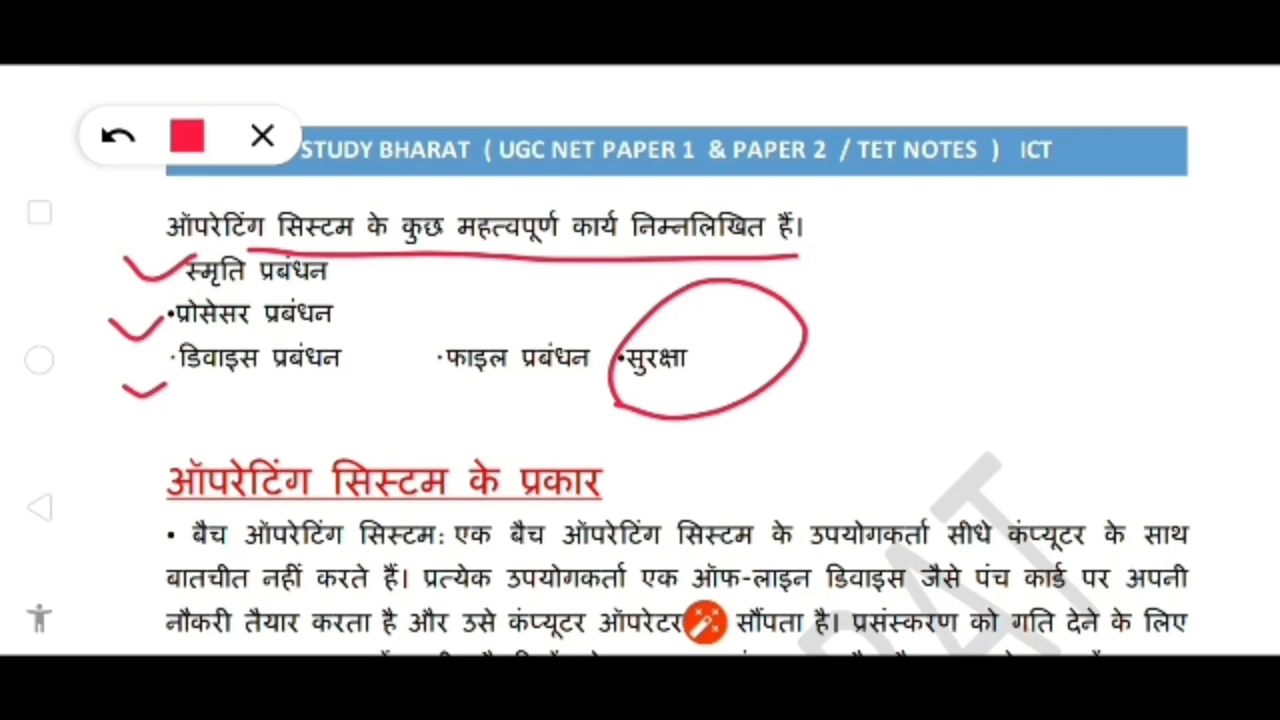 STUDY BHARAT ( UGC NET PAPER 1 & PAPER 2 / TET NOTES ) ICT
ऑपरेटिंग सिस्टम के कुछ महत्वपूर्ण कार्य निम्नलिखित हैं।
स्मृति प्रबंधन
•प्रोसेसर प्रबंधन
·डिवाइस प्रबंधन ·फाइल प्रबंधन •सुरक्षा
ऑपरेटिंग सिस्टम के प्रकार
▪ बैच ऑपरेटिंग सिस्टम: एक बैच ऑपरेटिंग सिस्टम के उपयोगकर्ता सीधे कंप्यूटर के साथ
बातचीत नहीं करते हैं। प्रत्येक उपयोगकर्ता एक ऑफ-लाइन डिवाइस जैसे पंच कार्ड पर अपनी
नौकरी तैयार करता है और उसे कंप्यूटर ऑपरेटर सौंपता है। प्रसंस्करण को गति देने के लिए